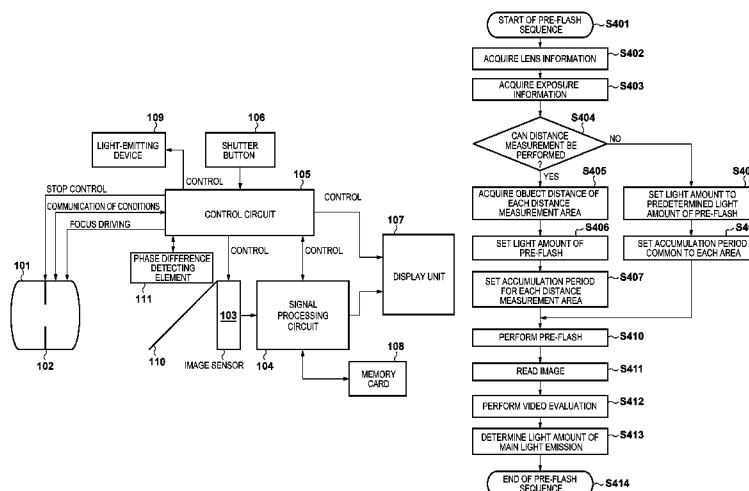 109
LIGHT-EMITTING
DEVICE
106
SHUTTER
BUTTON
CONTROL
105
STOP CONTROL
COMMUNICATION OF CONDITIONS
FOCUS DRIVING
CONTROL CIRCUIT
CONTROL
107
DISPLAY UNIT
CONTROL
CONTROL
PHASE DIFFERENCE
DETECTING
ELEMENT
111
101
102
103
110
IMAGE SENSOR
SIGNAL
PROCESSING
CIRCUIT
104
108
MEMORY
CARD
START OF PRE-FLASH
SEQUENCE
S401
ACQUIRE LENS INFORMATION
S402
ACQUIRE EXPOSURE
INFORMATION
S403
S404
CAN DISTANCE
MEASUREMENT BE
PERFORMED
?
NO
YES
S405
ACQUIRE OBJECT DISTANCE
OF EACH DISTANCE
MEASUREMENT AREA
SET LIGHT AMOUNT TO
PREDETERMINED LIGHT
AMOUNT OF PRE-FLASH
S406
SET LIGHT AMOUNT OF
PRE-FLASH
SET ACCUMULATION PERIOD
COMMON TO EACH AREA
S407
SET ACCUMULATION PERIOD
FOR EACH DISTANCE
MEASUREMENT AREA
PERFORM PRE-FLASH
S410
READ IMAGE
S411
PERFORM VIDEO EVALUATION
S412
DETERMINE LIGHT AMOUNT OF
MAIN LIGHT EMISSION
S413
END OF PRE-FLASH
SEQUENCE
S414